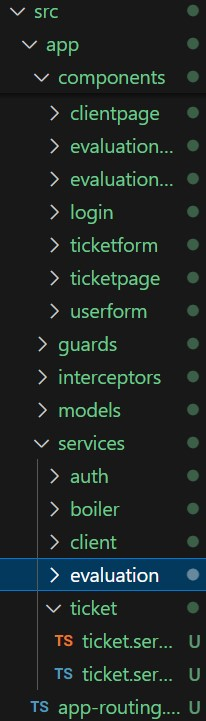 src
app
components
clientpage
evaluation...
evaluation...
login
ticketform
ticketpage
userform
guards
interceptors
models
services
auth
boiler
client
evaluation
ticket
TS ticket.ser... U
TS ticket.ser... U
TS app-routing.... U